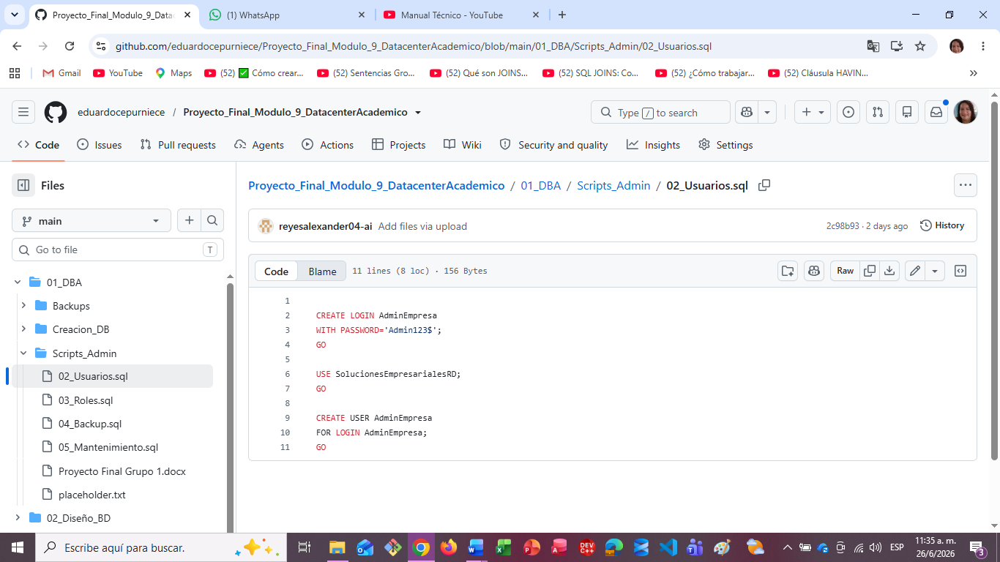 Proyecto_Final_Modulo_9_Data
(1) WhatsApp
Manual Técnico - YouTube
github.com/eduardocepurniece/Proyecto_Final_Modulo_9_DatacenterAcademico/blob/main/01_DBA/Scripts_Admin/02_Usuarios.sql
Gmail
YouTube
Maps
(52) ✅ Cómo crear...
(52) Sentencias Gro...
(52) Qué son JOINS...
(52) SQL JOINS: Co...
(52) ¿Cómo trabajar...
(52) Cláusula HAVIN...
eduardocepurniece / Proyecto_Final_Modulo_9_DatacenterAcademico
Type / to search
Code
Issues
Pull requests
Agents
Actions
Projects
Wiki
Security and quality
Insights
Settings
Files
main
Go to file
T
01_DBA
Backups
Creacion_DB
Scripts_Admin
02_Usuarios.sql
03_Roles.sql
04_Backup.sql
05_Mantenimiento.sql
Proyecto Final Grupo 1.docx
placeholder.txt
02_Diseño_BD
Proyecto_Final_Modulo_9_DatacenterAcademico / 01_DBA / Scripts_Admin / 02_Usuarios.sql
reyesalexander04-ai Add files via upload
2c98b93 · 2 days ago
History
Code
Blame
11 lines (8 loc) · 156 Bytes
Raw
1
2 CREATE LOGIN AdminEmpresa
3 WITH PASSWORD='Admin123$';
4 GO
5
6 USE SolucionesEmpresarialesRD;
7 GO
8
9 CREATE USER AdminEmpresa
10 FOR LOGIN AdminEmpresa;
11 GO
Escribe aquí para buscar.
DEV C++
ESP
11:35 a. m.
26/6/2026
3